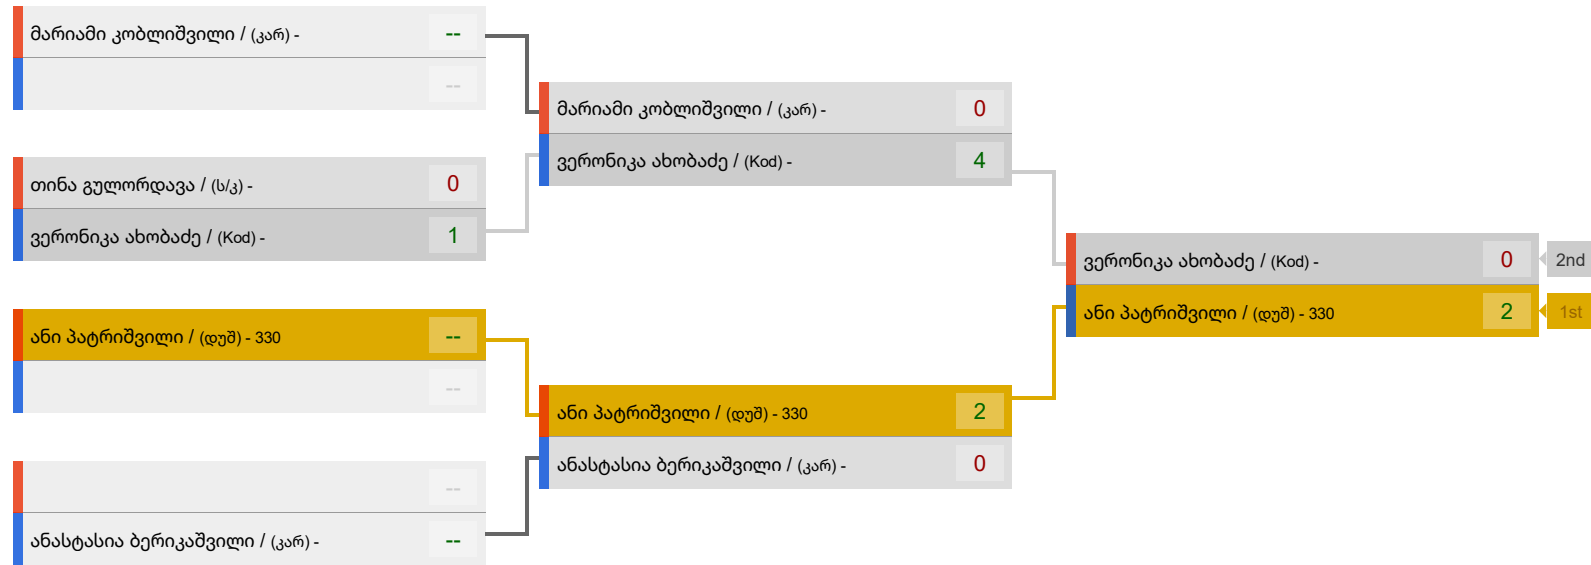 მარიამი კობლიშვილი / (კარ) - --
--
თინა გულორდავა / (ს/კ) - 0
ვერონიკა ახობაძე / (Kod) - 1
ანი პატრიშვილი / (დუშ) - 330 --
--
--
ანასტასია ბერიკაშვილი / (კარ) - --
მარიამი კობლიშვილი / (კარ) - 0
ვერონიკა ახობაძე / (Kod) - 4
ანი პატრიშვილი / (დუშ) - 330 2
ანასტასია ბერიკაშვილი / (კარ) - 0
ვერონიკა ახობაძე / (Kod) - 0 2nd
ანი პატრიშვილი / (დუშ) - 330 2 1st